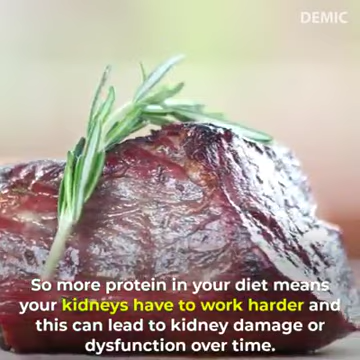 DEMIC
So more protein in your diet means
your kidneys have to work harder and
this can lead to kidney damage or
dysfunction over time.